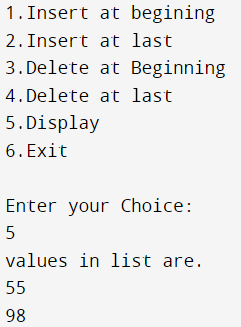 1.Insert at begining
2.Insert at last
3.Delete at Beginning
4.Delete at last
5.Display
6.Exit
Enter your Choice:
5
values in list are.
55
98